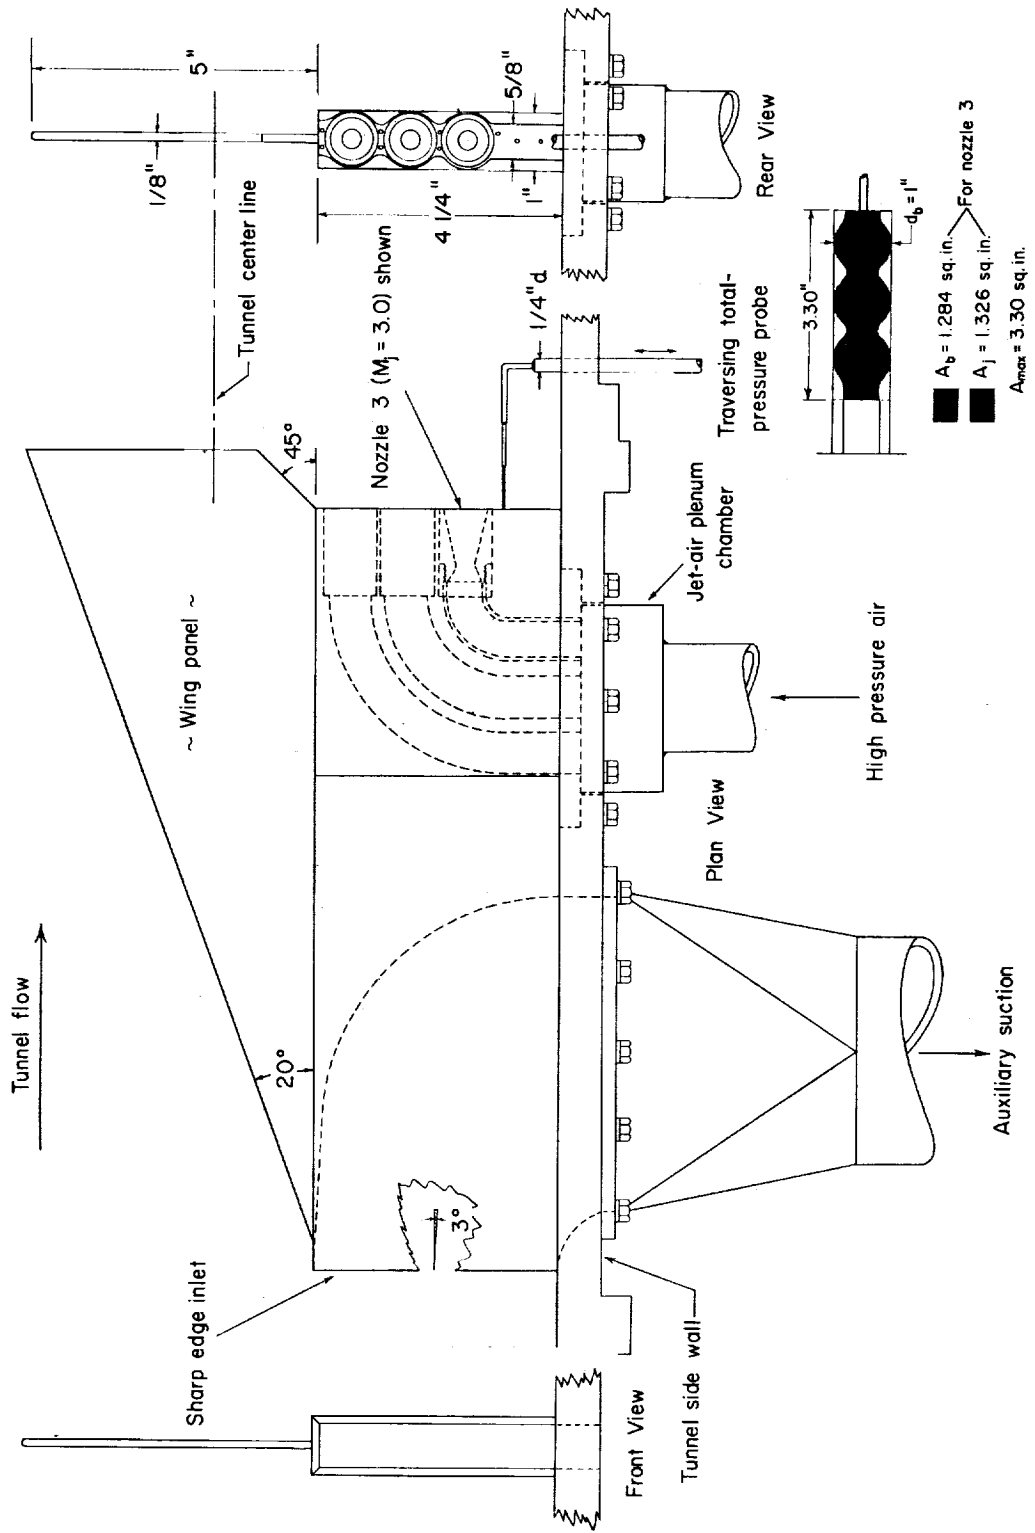 Tunnel flow
20°
~ Wing panel ~
45°
Tunnel center line
1/8"
5"
Sharp edge inlet
3°
Nozzle 3 (Mj = 3.0) shown
4 1/4"
1"
5/8"
1/4"d
Front View
Tunnel side wall
Auxiliary suction
Plan View
High pressure air
Jet-air plenum
chamber
Traversing total-
pressure probe
Rear View
3.30"
db = 1"
Ab = 1.284 sq. in.
Aj = 1.326 sq. in.
For nozzle 3
Amax = 3.30 sq. in.